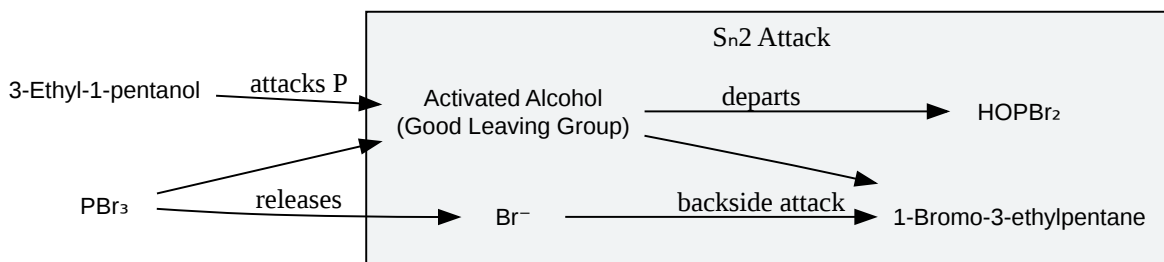 Sₙ2 Attack
3-Ethyl-1-pentanol
attacks P
Activated Alcohol
(Good Leaving Group)
departs
HOPBr₂
PBr₃
releases
Br⁻
backside attack
1-Bromo-3-ethylpentane